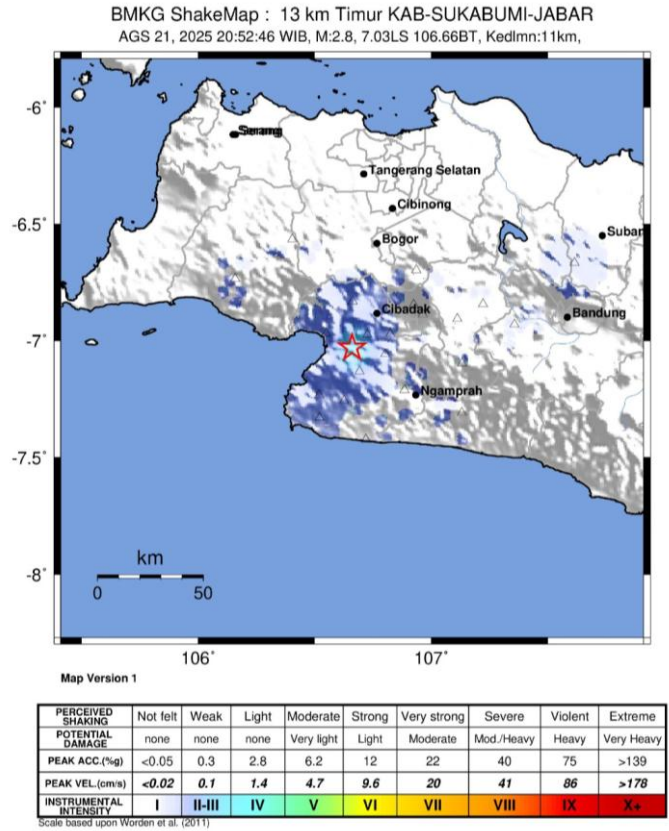 BMKG ShakeMap : 13 km Timur KAB-SUKABUMI-JABAR
AGS 21, 2025 20:52:46 WIB, M:2.8, 7.03LS 106.66BT, Kedlmn:11km,
-6°
Serang
Tangerang Selatan
Cibinong
-6.5°
Subar
Bogor
Cibadak
Bandung
-7°
Ngamprah
-7.5°
km
-8°
0 50
106° 107°
Map Version 1
PERCEIVED SHAKING Not felt Weak Light Moderate Strong Very strong Severe Violent Extreme
POTENTIAL DAMAGE none none none Very light Light Moderate Mod./Heavy Heavy Very Heavy
PEAK ACC.(%g) <0.05 0.3 2.8 6.2 12 22 40 75 >139
PEAK VEL.(cm/s) <0.02 0.1 1.4 4.7 9.6 20 41 86 >178
INSTRUMENTAL INTENSITY I II-III IV V VI VII VIII IX X+
Scale based upon Worden et al. (2011)